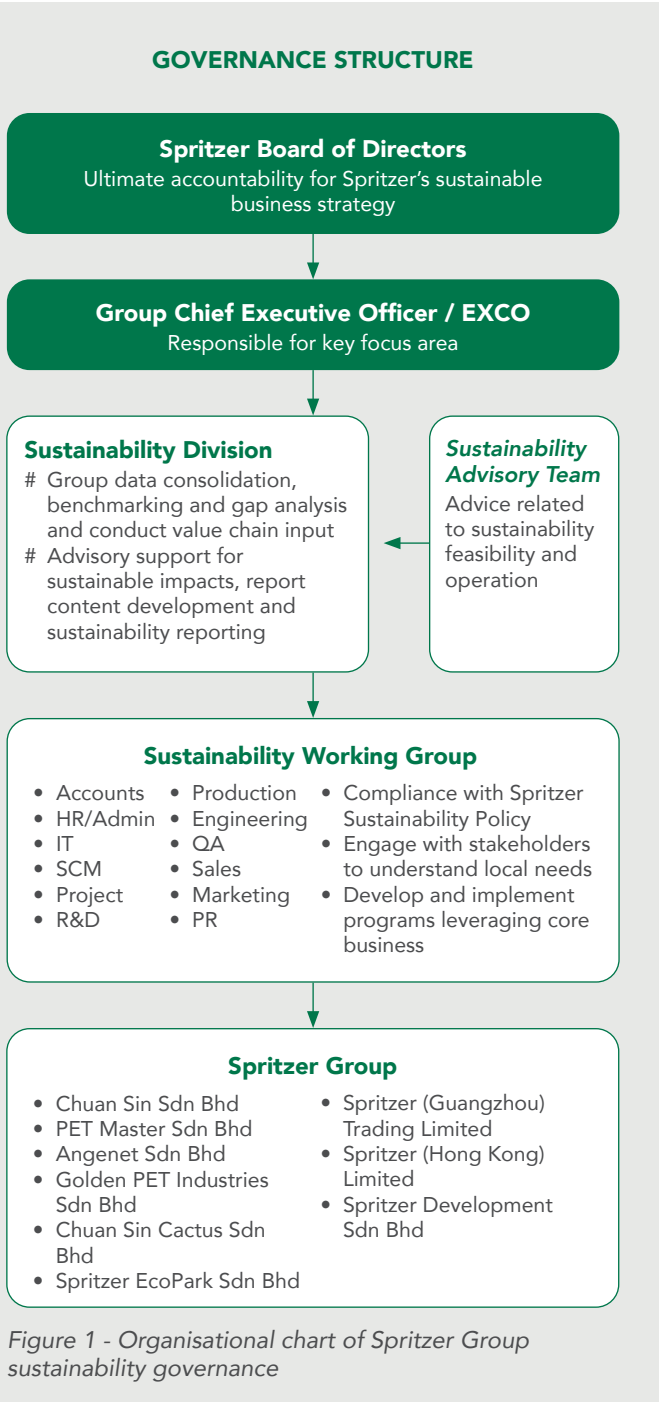 GOVERNANCE STRUCTURE
Spritzer Board of Directors
Ultimate accountability for Spritzer's sustainable
business strategy
Group Chief Executive Officer / EXCO
Responsible for key focus area
Sustainability Division
# Group data consolidation,
benchmarking and gap analysis
and conduct value chain input
# Advisory support for
sustainable impacts, report
content development and
sustainability reporting
Sustainability
Advisory Team
Advice related
to sustainability
feasibility and
operation
Sustainability Working Group
• Accounts
• HR/Admin
• IT
• SCM
• Project
• R&D
• Production
• Engineering
• QA
• Sales
• Marketing
• PR
• Compliance with Spritzer
Sustainability Policy
• Engage with stakeholders
to understand local needs
• Develop and implement
programs leveraging core
business
Spritzer Group
• Chuan Sin Sdn Bhd
• PET Master Sdn Bhd
• Angenet Sdn Bhd
• Golden PET Industries
Sdn Bhd
• Chuan Sin Cactus Sdn
Bhd
• Spritzer EcoPark Sdn Bhd
• Spritzer (Guangzhou)
Trading Limited
• Spritzer (Hong Kong)
Limited
• Spritzer Development
Sdn Bhd
Figure 1 - Organisational chart of Spritzer Group
sustainability governance